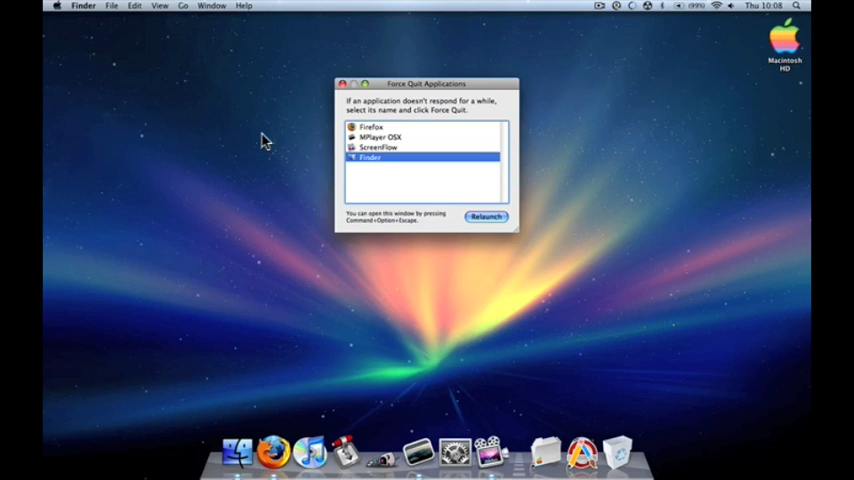 Finder File Edit View Go Window Help (99%) Thu 10:08
Macintosh
HD
Force Quit Applications
If an application doesn't respond for a while,
select its name and click Force Quit.
Firefox
MPlayer OSX
ScreenFlow
Finder
You can open this window by pressing
Command+Option+Escape.
Relaunch